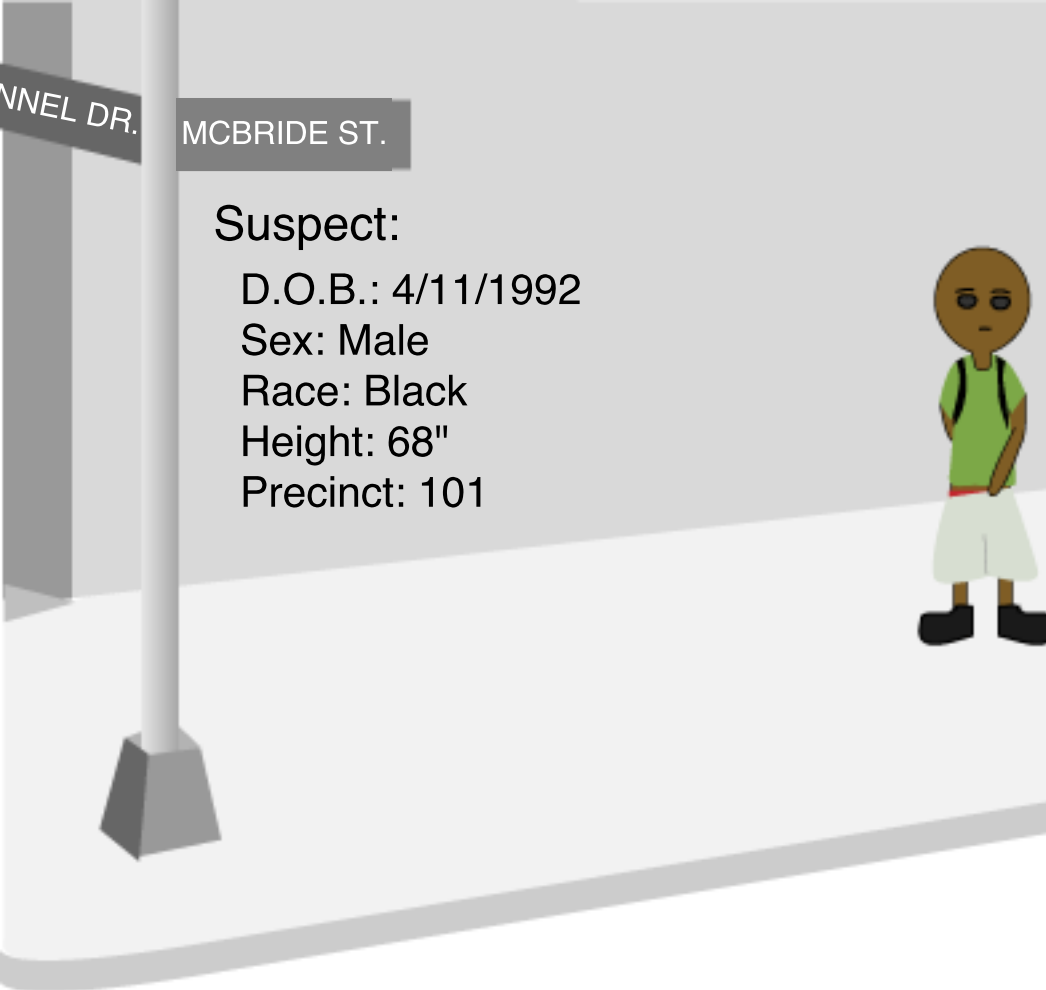 NNEL DR.
MCBRIDE ST.
Suspect:
D.O.B.: 4/11/1992
Sex: Male
Race: Black
Height: 68"
Precinct: 101